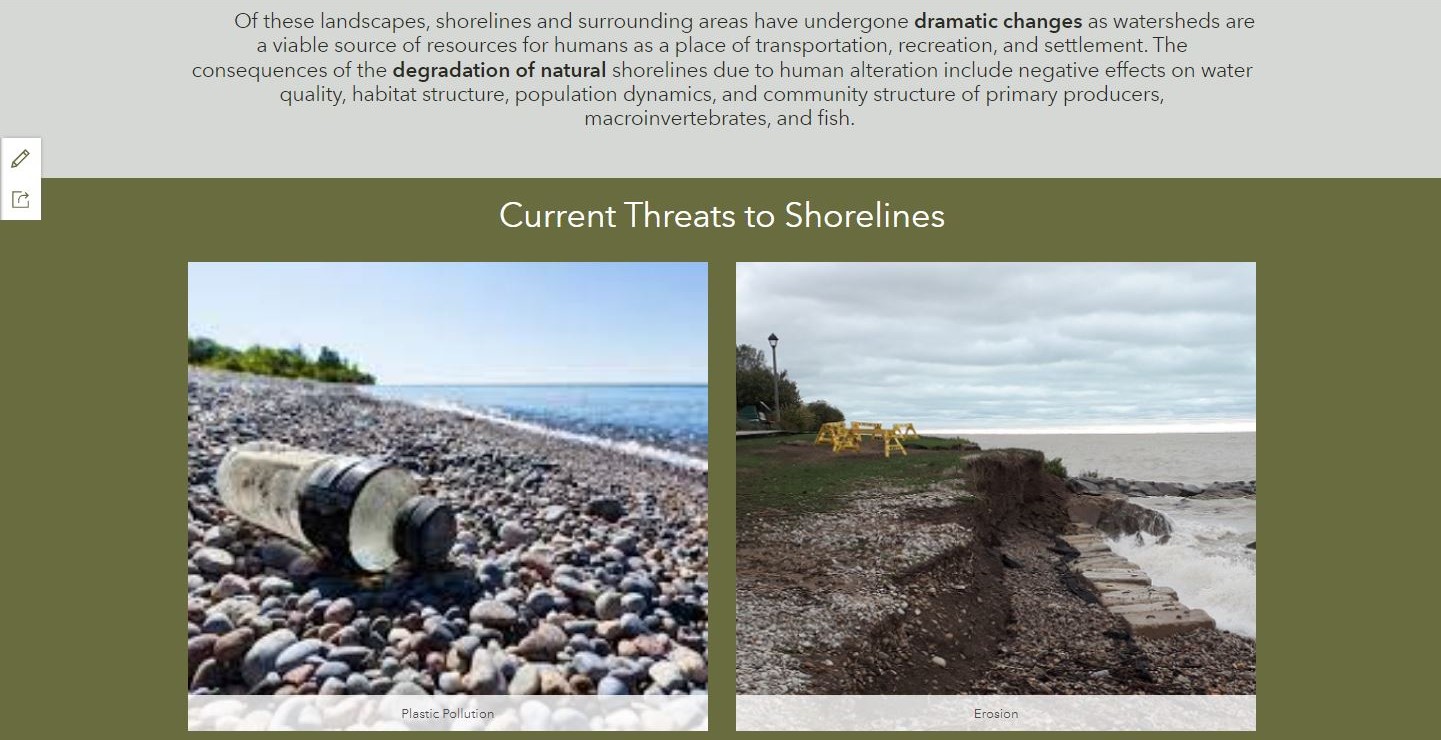 Of these landscapes, shorelines and surrounding areas have undergone dramatic changes as watersheds are
a viable source of resources for humans as a place of transportation, recreation, and settlement. The
consequences of the degradation of natural shorelines due to human alteration include negative effects on water
quality, habitat structure, population dynamics, and community structure of primary producers,
macroinvertebrates, and fish.
Current Threats to Shorelines
Plastic Pollution
Erosion